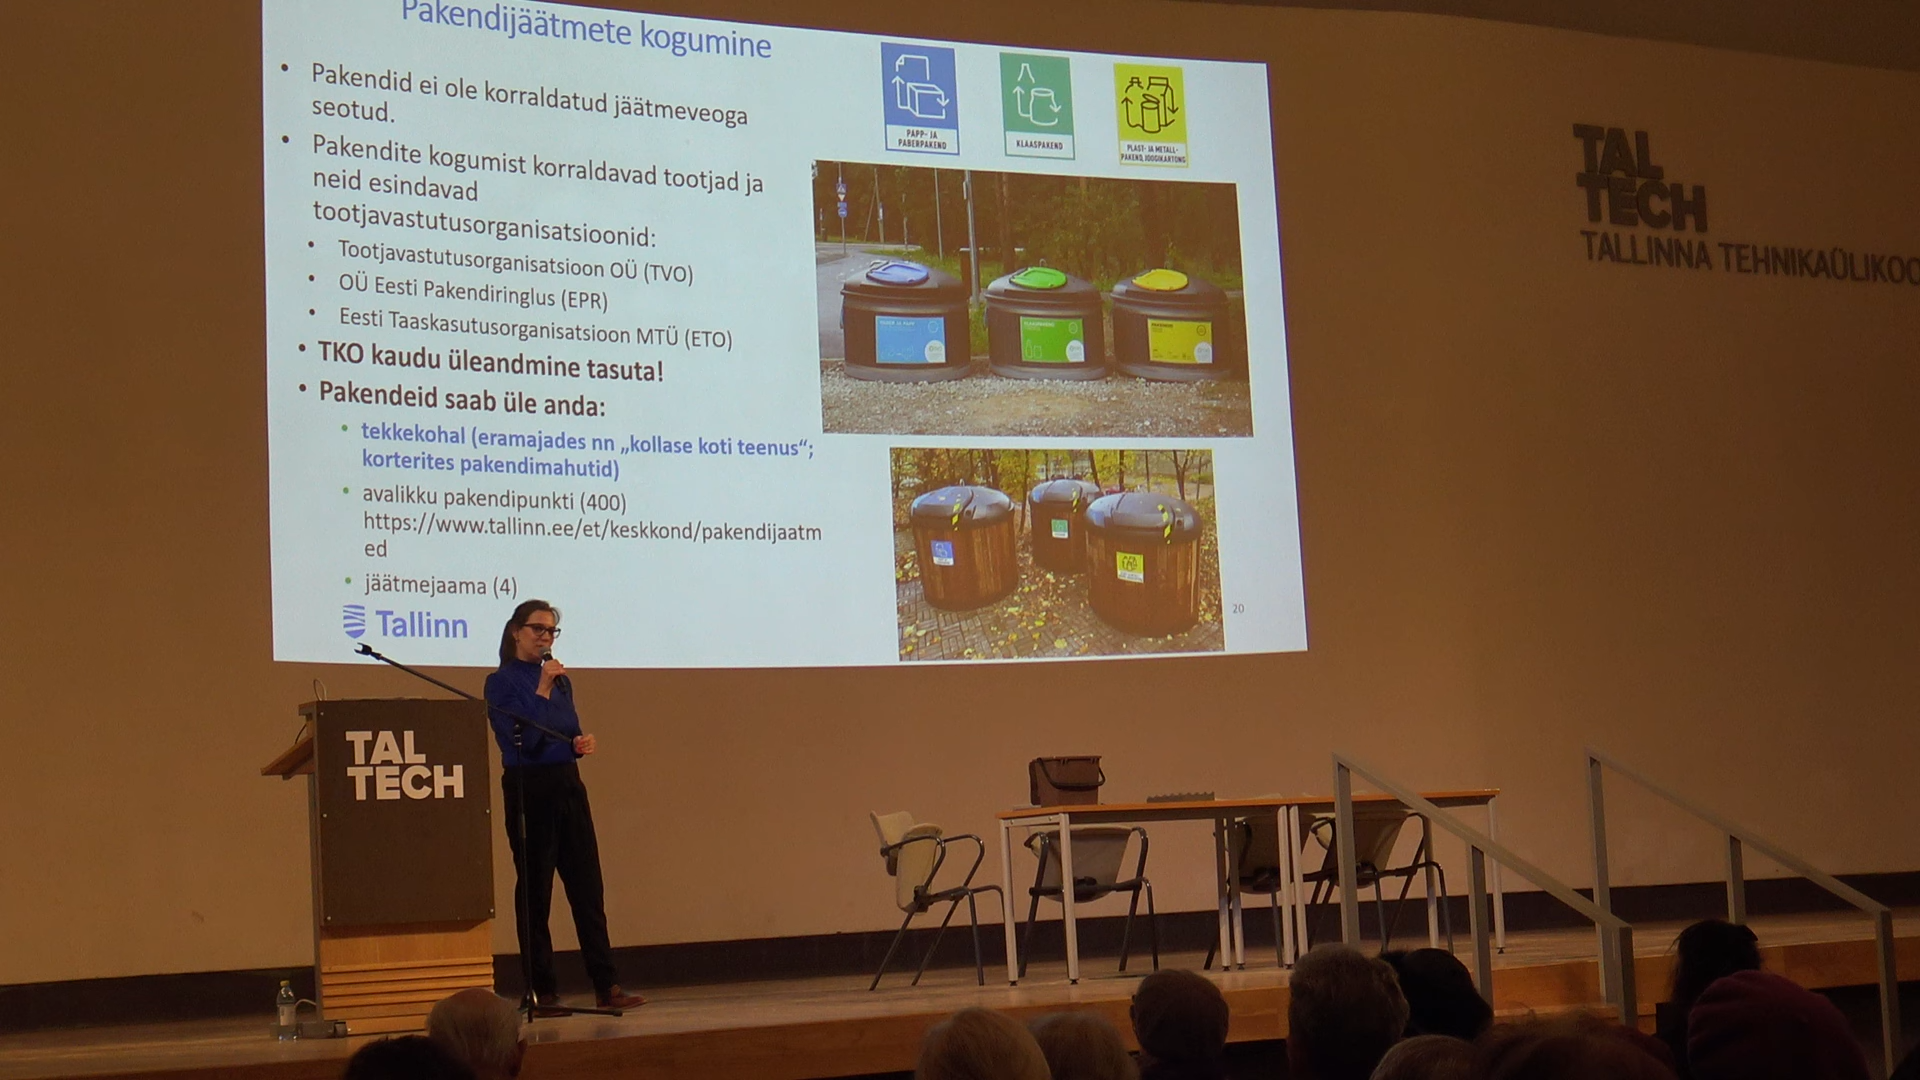 Pakendijäätmete kogumine
• Pakendid ei ole korraldatud jäätmeveoga
seotud.
• Pakendite kogumist korraldavad tootjad ja
neid esindavad
tootjavastutusorganisatsioonid:
• Tootjavastutusorganisatsioon OÜ (TVO)
• OÜ Eesti Pakendiringlus (EPR)
• Eesti Taaskasutusorganisatsioon MTÜ (ETO)
• TKO kaudu üleandmine tasuta!
• Pakendeid saab üle anda:
• tekkekohal (eramajades nn „kollase koti teenus“;
korterites pakendimahutid)
• avalikku pakendipunkti (400)
https://www.tallinn.ee/et/keskkond/pakendijaatm
ed
• jäätmejaama (4)
Tallinn
PAPP- JA
PABERPAKEND
KLAASPAKEND
PLAST- JA METALL-
PAKEND, JOOGIKARTONG
20
TAL
TECH
TALLINNA TEHNIKAÜLIKOO
TAL
TECH